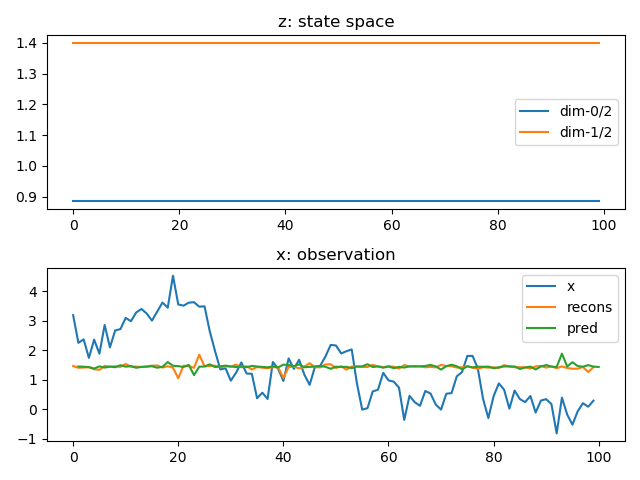 z: state space
1.4
1.3
1.2
1.1
1.0
0.9
dim-0/2
dim-1/2
0 20 40 60 80 100
x: observation
4
3
2
1
0
−1
x
recons
pred
0 20 40 60 80 100